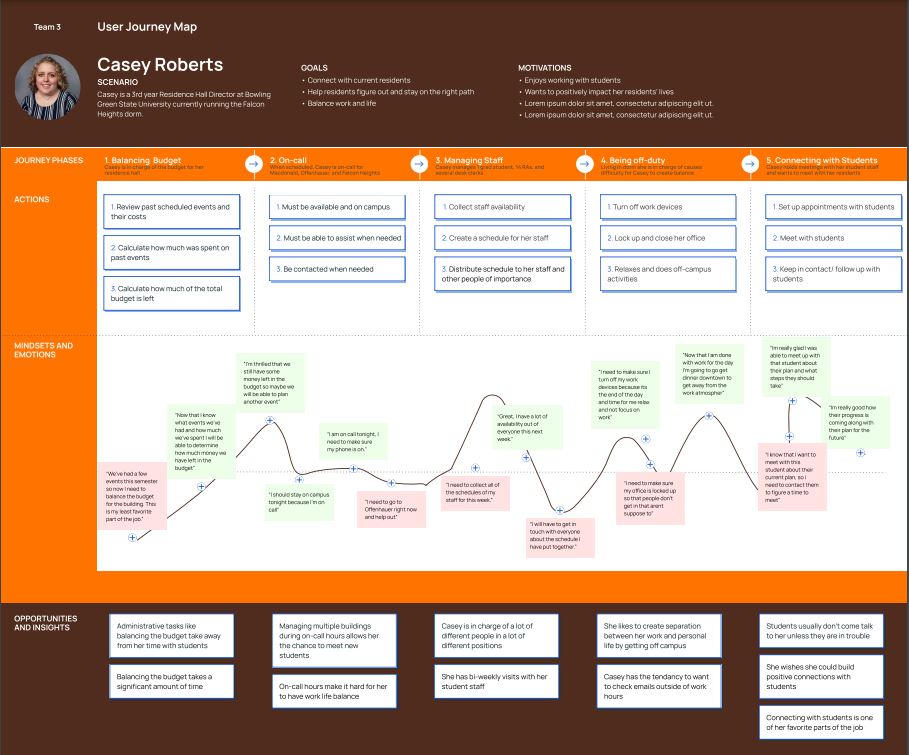 Team 3
User Journey Map
Casey Roberts
SCENARIO
Casey is a 3rd year Residence Hall Director at Bowling
Green State University currently running the Falcon
Heights dorm.
GOALS
• Connect with current residents
• Help residents figure out and stay on the right path
• Balance work and life
MOTIVATIONS
• Enjoys working with students
• Wants to positively impact her residents' lives
• Lorem ipsum dolor sit amet, consectetur adipiscing elit ut.
• Lorem ipsum dolor sit amet, consectetur adipiscing elit ut.
JOURNEY PHASES
1. Balancing Budget
Casey is in charge of the budget for her
residence hall
2. On-call
When scheduled, Casey is on-call for
Macdonald, Offenhauer, and Falcon Heights
3. Managing Staff
Casey manages grad student, 14 RAs, and
several desk clerks
4. Being off-duty
Living in dorm she is in charge of causes
difficulty for Casey to create balance
5. Connecting with Students
Casey holds meetings with her student staff
and wants to meet with her residents
ACTIONS
1. Review past scheduled events and
their costs
2. Calculate how much was spent on
past events
3. Calculate how much of the total
budget is left
1. Must be available and on campus
2. Must be able to assist when needed
3. Be contacted when needed
1. Collect staff availability
2. Create a schedule for her staff
3. Distribute schedule to her staff and
other people of importance
1. Turn off work devices
2. Lock up and close her office
3. Relaxes and does off-campus
activities
1. Set up appointments with students
2. Meet with students
3. Keep in contact/ follow up with
students
MINDSETS AND
EMOTIONS
"We've had a few
events this semester
so now I need to
balance the budget
for the building. This
is my least favorite
part of the job."
"Now that I know
what events we've
had and how much
we've spent I will be
able to determine
how much money we
have left in the
budget"
"I'm thrilled that we
still have some
money left in the
budget so maybe we
will be able to plan
another event"
"I should stay on campus
tonight because I'm on
call"
"I am on call tonight, I
need to make sure
my phone is on."
"I need to go to
Offenhauer right now
and help out"
"I need to collect all of
the schedules of my
staff for this week."
"Great, I have a lot of
availability out of
everyone this next
week."
"I will have to get in
touch with everyone
about the schedule I
have put together."
"I need to make sure I
turn off my work
devices because its
the end of the day
and time for me relax
and not focus on
work"
"I need to make sure
my office is locked up
so that people don't
get in that arent
suppose to"
"Now that I am done
with work for the day
I'm going to go get
dinner downtown to
get away from the
work atmospher"
"Im really glad I was
able to meet up with
that student about
their plan and what
steps they should
take"
"I know that I want to
meet with this
student about their
current plan, so I
need to contact them
to figure a time to
meet"
"Im really good how
their progress is
coming along with
their plan for the
future"
OPPORTUNITIES
AND INSIGHTS
Administrative tasks like
balancing the budget take away
from her time with students
Balancing the budget takes a
significant amount of time
Managing multiple buildings
during on-call hours allows her
the chance to meet new
students
On-call hours make it hard for her
to have work life balance
Casey is in charge of a lot of
different people in a lot of
different positions
She has bi-weekly visits with her
student staff
She likes to create separation
between her work and personal
life by getting off campus
Casey has the tendency to want
to check emails outside of work
hours
Students usually don't come talk
to her unless they are in trouble
She wishes she could build
positive connections with
students
Connecting with students is one
of her favorite parts of the job